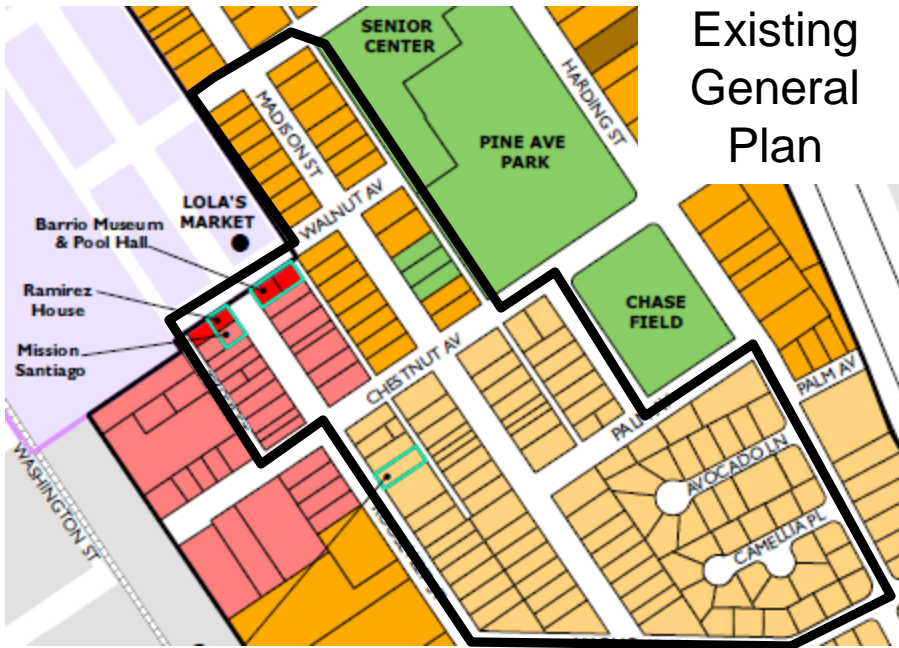 Existing
General
Plan
SENIOR
CENTER
HARDING ST
MADISON ST
PINE AVE
PARK
WALNUT AV
LOLA'S
MARKET
Barrio Museum
& Pool Hall
Ramirez
House
Mission
Santiago
CHASE
FIELD
CHESTNUT AV
PALM AV
AVOCADO LN
CAMELLIA PL
WASHINGTON ST